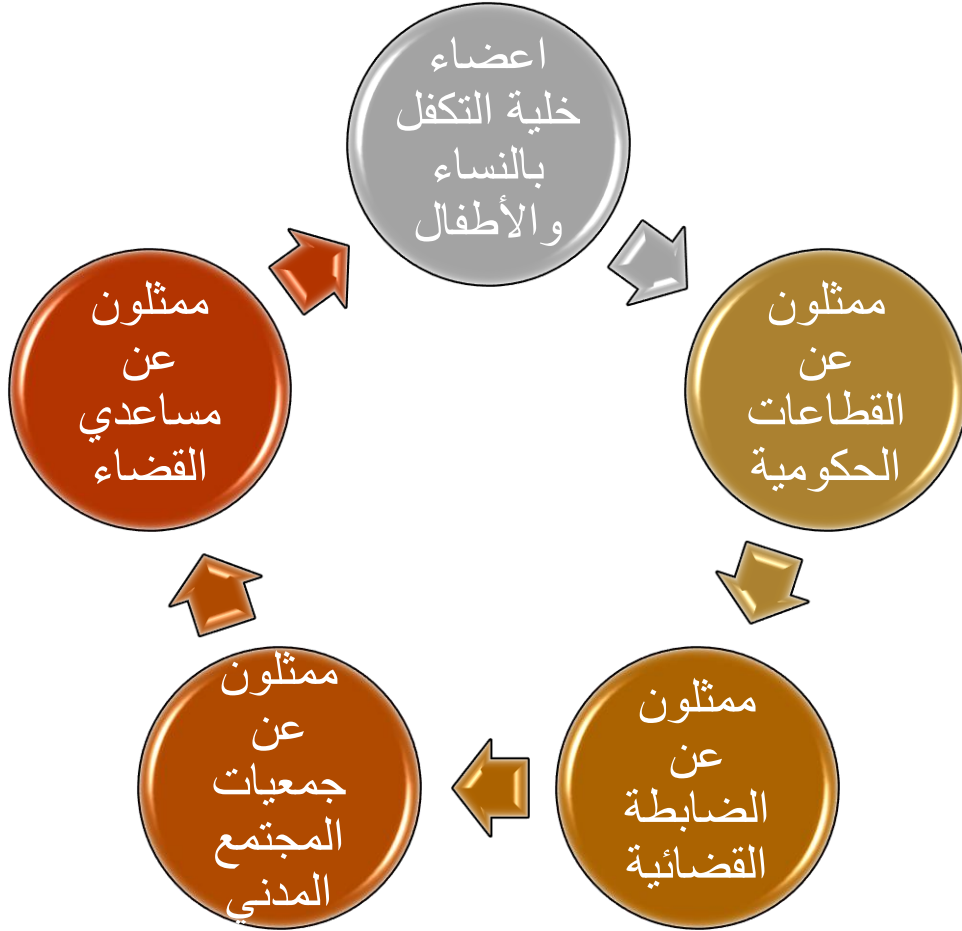 اعضاء
خلية التكفل
بالنساء
والأطفال
ممثلون
عن
القطاعات
الحكومية
ممثلون
عن
الضابطة
القضائية
ممثلون
عن
جمعيات
المجتمع
المدني
ممثلون
عن
مساعدي
القضاء